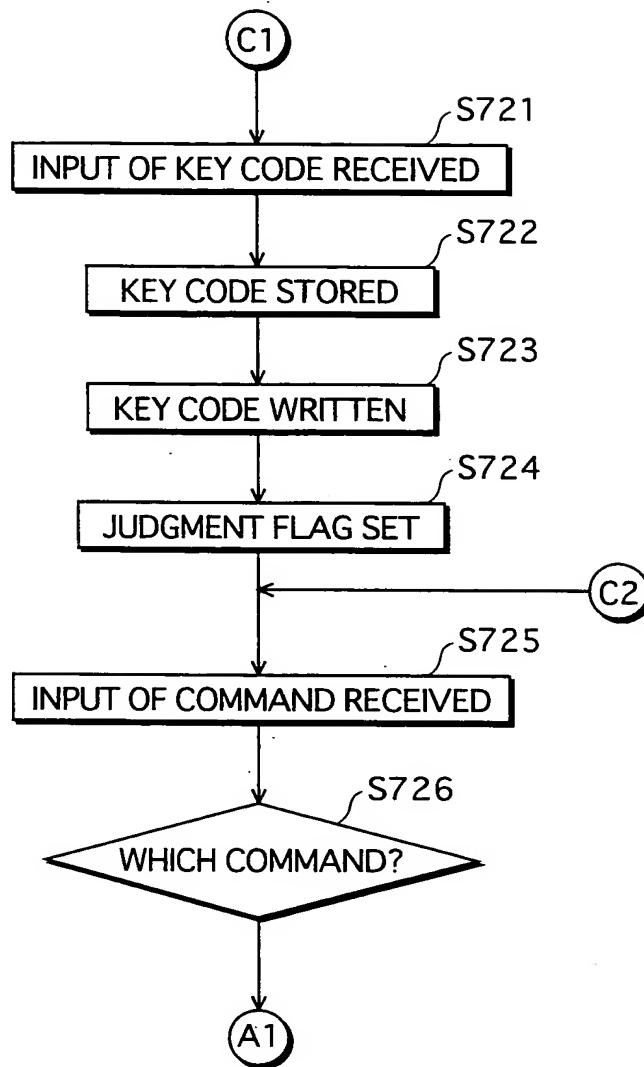 C1
S721
INPUT OF KEY CODE RECEIVED
S722
KEY CODE STORED
S723
KEY CODE WRITTEN
S724
JUDGMENT FLAG SET
C2
S725
INPUT OF COMMAND RECEIVED
S726
WHICH COMMAND?
A1